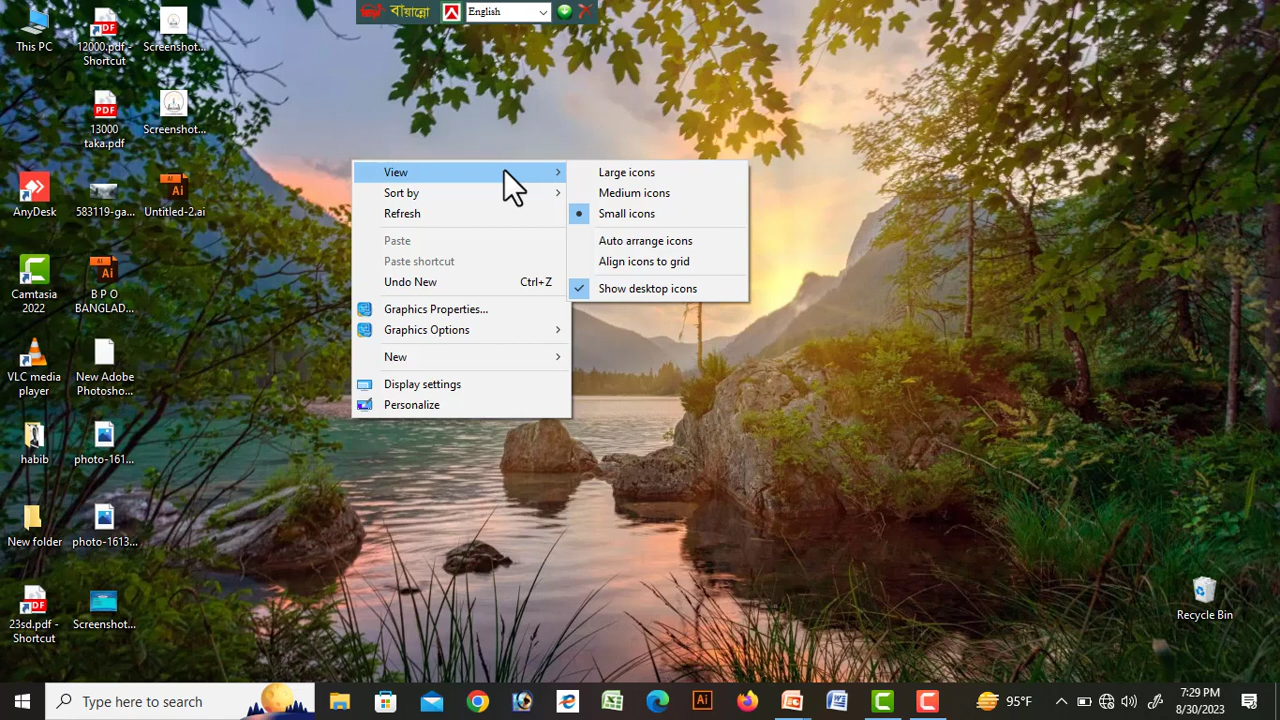 বায়ান্নো
English
This PC
12000.pdf -
Shortcut
Screenshot...
13000
taka.pdf
Screenshot...
AnyDesk
583119-ga...
Untitled-2.ai
Camtasia
2022
B P O
BANGLAD...
VLC media
player
New Adobe
Photosho...
habib
photo-161...
New folder
photo-1613...
23sd.pdf -
Shortcut
Screenshot...
View
Sort by
Refresh
Paste
Paste shortcut
Undo New Ctrl+Z
Graphics Properties...
Graphics Options
New
Display settings
Personalize
Large icons
Medium icons
Small icons
Auto arrange icons
Align icons to grid
Show desktop icons
Recycle Bin
Type here to search
95°F
7:29 PM
8/30/2023